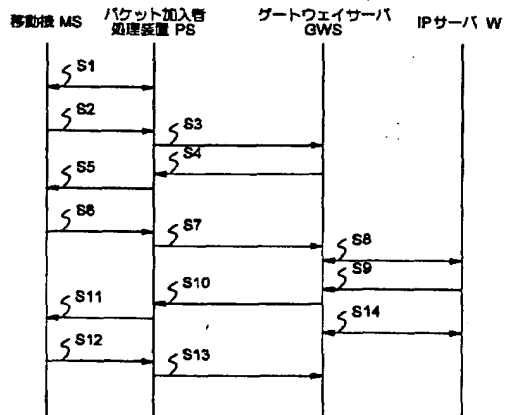 移動機 MS
パケット加入者
処理装置 PS
ゲートウェイサーバ
GWS
IPサーバ W
S1
S2
S3
S4
S5
S6
S7
S8
S9
S10
S11
S14
S12
S13